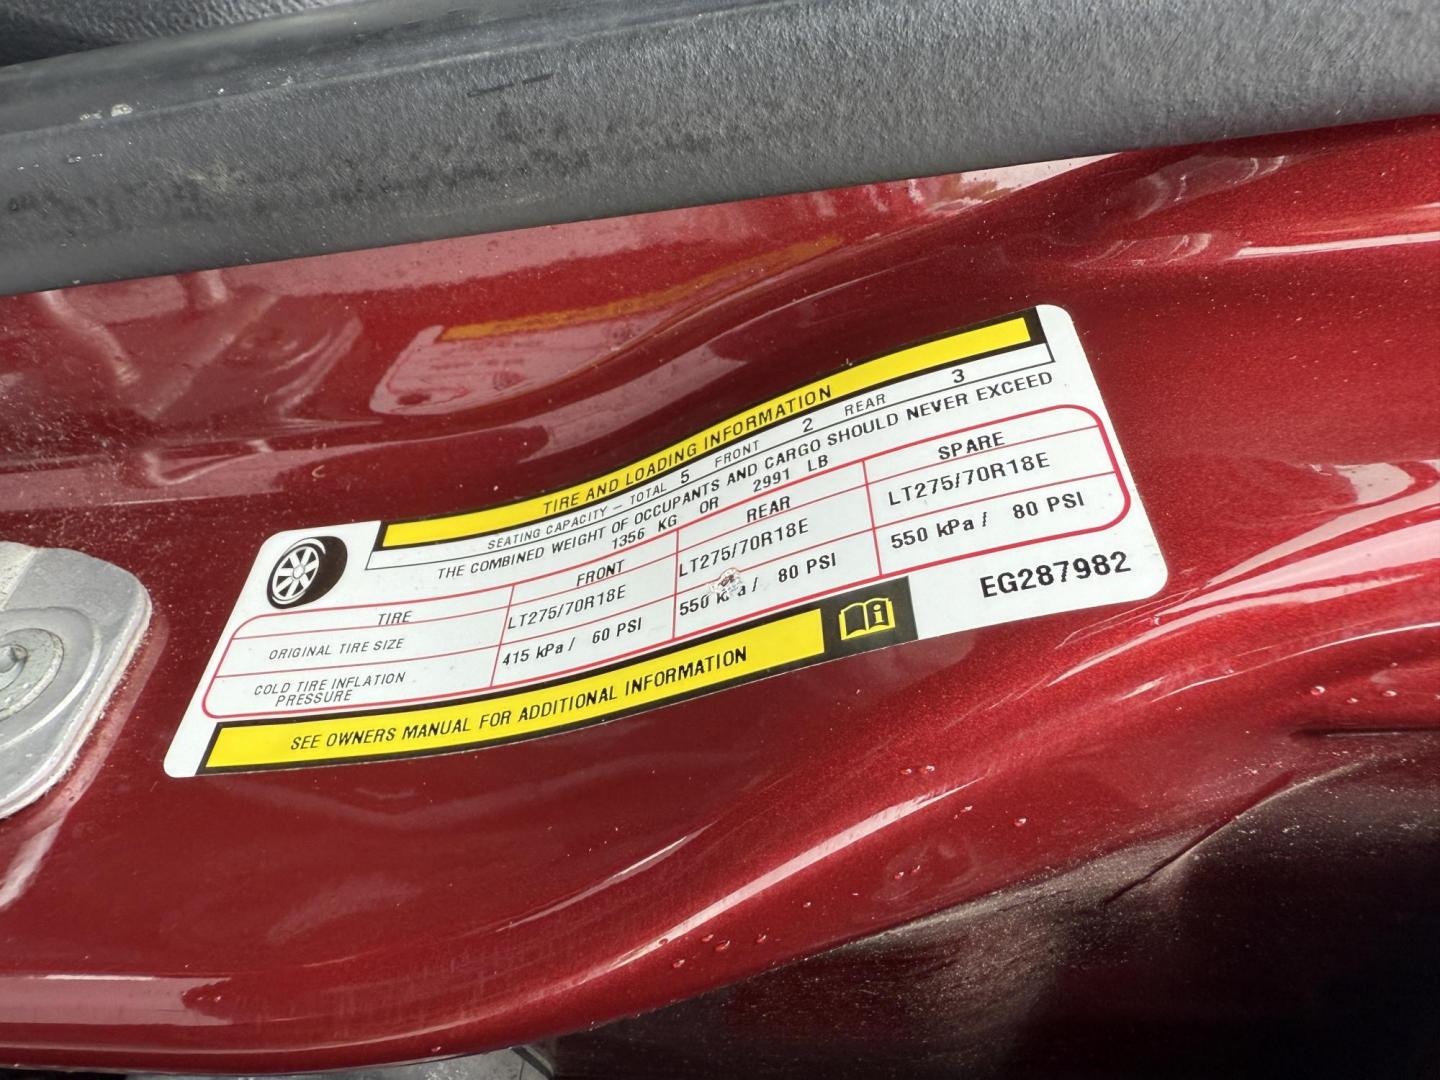 TIRE AND LOADING INFORMATION
SEATING CAPACITY – TOTAL 5 FRONT 2 REAR 3
THE COMBINED WEIGHT OF OCCUPANTS AND CARGO SHOULD NEVER EXCEED
1356 KG OR 2991 LB
TIRE FRONT REAR SPARE
ORIGINAL TIRE SIZE LT275/70R18E LT275/70R18E LT275/70R18E
COLD TIRE INFLATION PRESSURE 415 kPa / 60 PSI 550 kPa / 80 PSI 550 kPa / 80 PSI
SEE OWNERS MANUAL FOR ADDITIONAL INFORMATION
EG287982